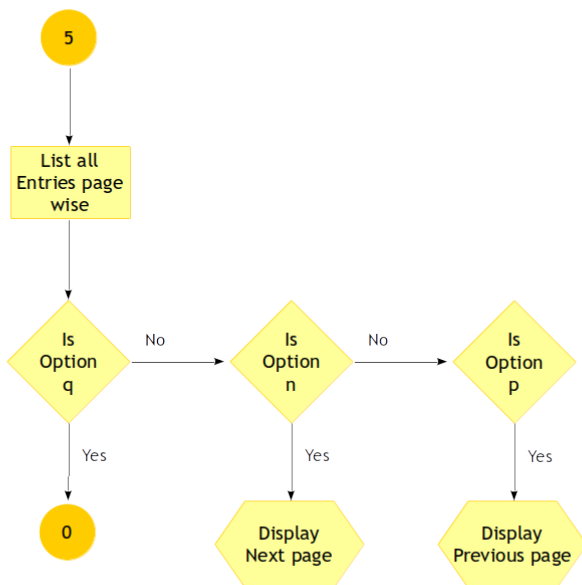 5
List all
Entries page
wise
Is
Option
q
No
Is
Option
n
No
Is
Option
p
Yes
Yes
Yes
0
Display
Next page
Display
Previous page